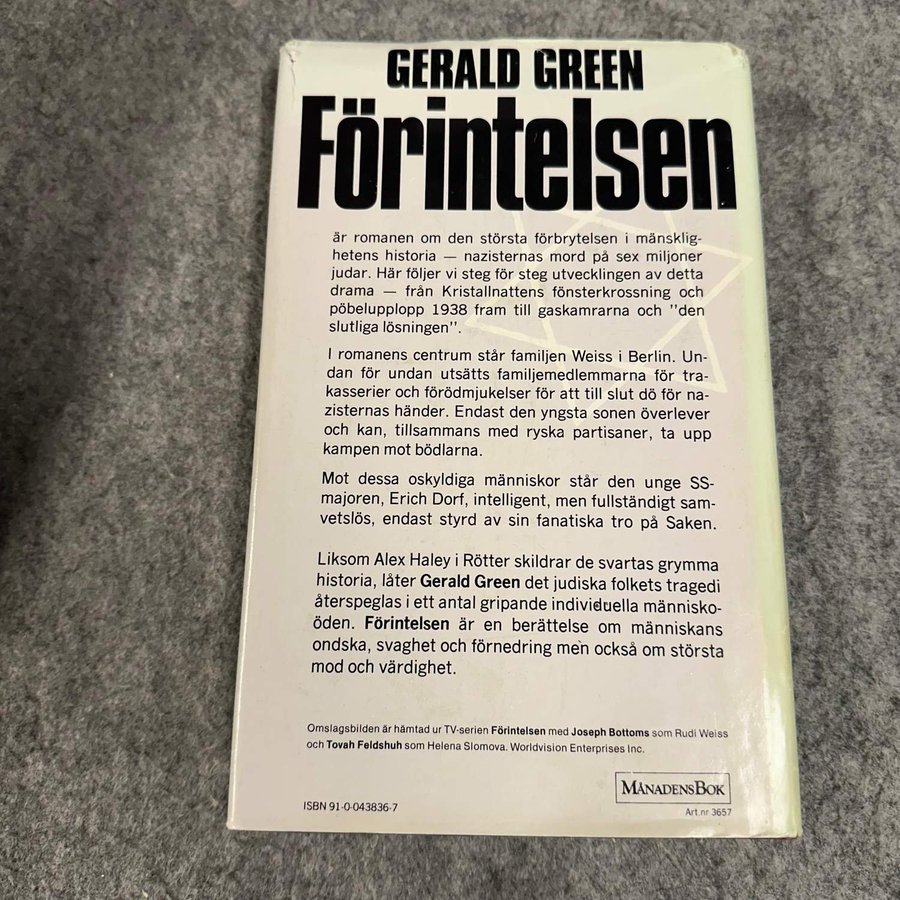 GERALD GREEN
Förintelsen
är romanen om den största förbrytelsen i mänsklig-
hetens historia — nazisternas mord på sex miljoner
judar. Här följer vi steg för steg utvecklingen av detta
drama — från Kristallnattens fönsterkrossning och
pöbelupplopp 1938 fram till gaskamrarna och "den
slutliga lösningen".
I romanens centrum står familjen Weiss i Berlin. Un-
dan för undan utsätts familjemedlemmarna för tra-
kasserier och förödmjukelser för att till slut dö för na-
zisternas händer. Endast den yngsta sonen överlever
och kan, tillsammans med ryska partisaner, ta upp
kampen mot bödlarna.
Mot dessa oskyldiga människor står den unge SS-
majoren, Erich Dorf, intelligent, men fullständigt sam-
vetslös, endast styrd av sin fanatiska tro på Saken.
Liksom Alex Haley i Rötter skildrar de svartas grymma
historia, låter Gerald Green det judiska folkets tragedi
återspeglas i ett antal gripande individuella människo-
öden. Förintelsen är en berättelse om människans
ondska, svaghet och förnedring men också om största
mod och värdighet.
Omslagsbilden är hämtad ur TV-serien Förintelsen med Joseph Bottoms som Rudi Weiss
och Tovah Feldshuh som Helena Slomova. Worldvision Enterprises Inc.
MÅNADENSBOK
ISBN 91-0-043836-7
Art.nr 3657